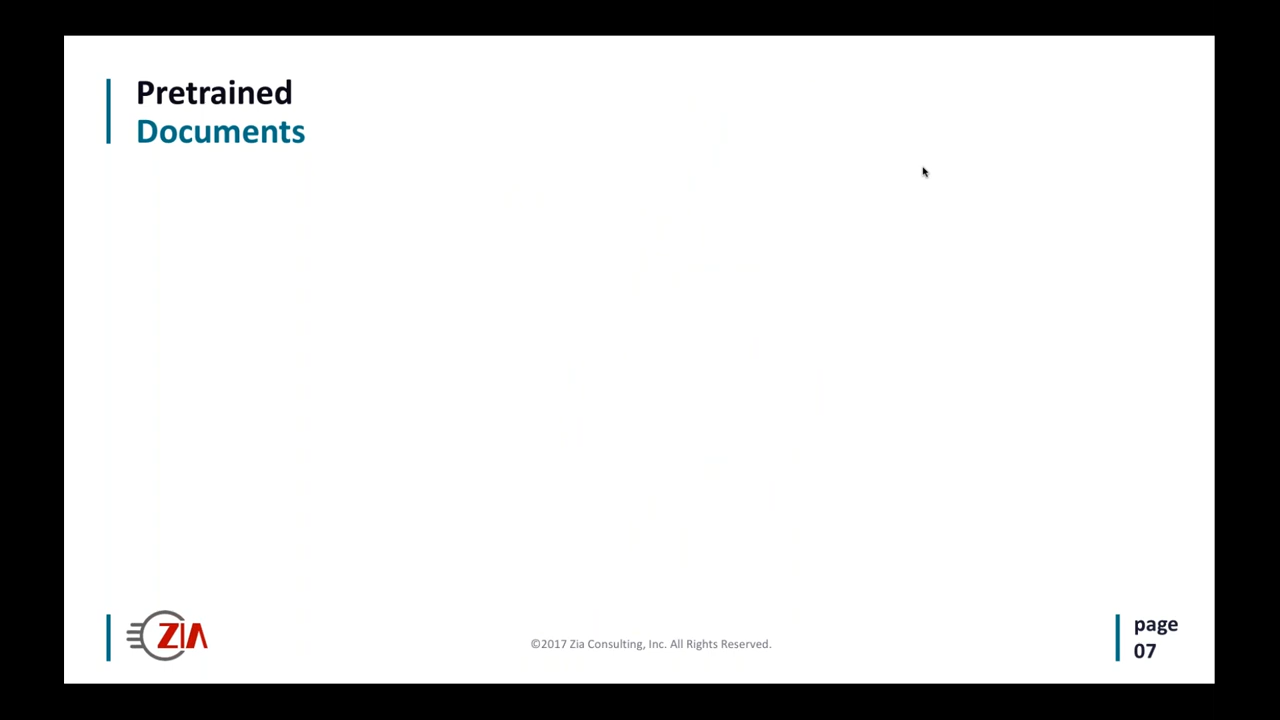 Pretrained
Documents
ZIA
©2017 Zia Consulting, Inc. All Rights Reserved.
page
07